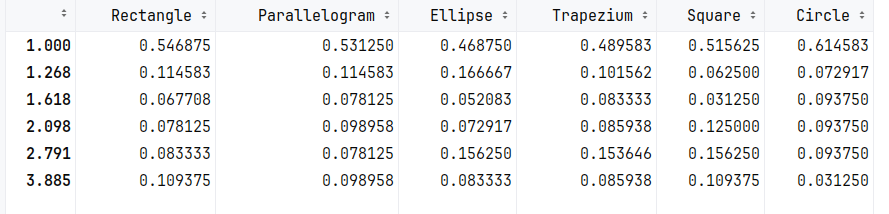 Rectangle Parallelogram Ellipse Trapezium Square Circle
1.000 0.546875 0.531250 0.468750 0.489583 0.515625 0.614583
1.268 0.114583 0.114583 0.166667 0.101562 0.062500 0.072917
1.618 0.067708 0.078125 0.052083 0.083333 0.031250 0.093750
2.098 0.078125 0.098958 0.072917 0.085938 0.125000 0.093750
2.791 0.083333 0.078125 0.156250 0.153646 0.156250 0.093750
3.885 0.109375 0.098958 0.083333 0.085938 0.109375 0.031250